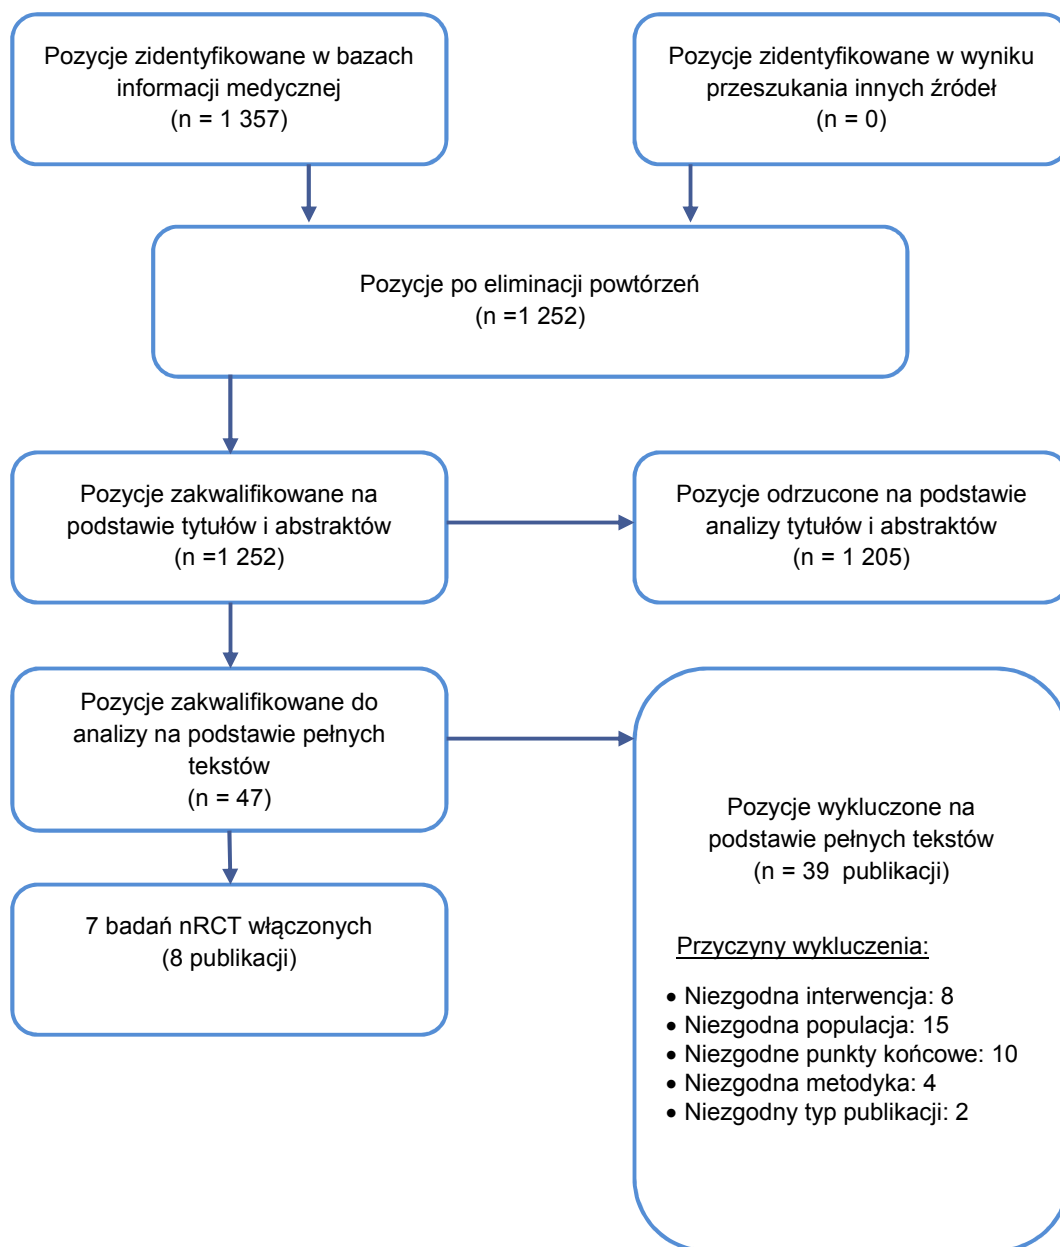 Pozycje zidentyfikowane w bazach
informacji medycznej
(n = 1 357)
Pozycje zidentyfikowane w wyniku
przeszukania innych źródeł
(n = 0)
Pozycje po eliminacji powtórzeń
(n =1 252)
Pozycje zakwalifikowane na
podstawie tytułów i abstraktów
(n =1 252)
Pozycje odrzucone na podstawie
analizy tytułów i abstraktów
(n = 1 205)
Pozycje zakwalifikowane do
analizy na podstawie pełnych
tekstów
(n = 47)
Pozycje wykluczone na
podstawie pełnych tekstów
(n = 39 publikacji)
Przyczyny wykluczenia:
• Niezgodna interwencja: 8
• Niezgodna populacja: 15
• Niezgodne punkty końcowe: 10
• Niezgodna metodyka: 4
• Niezgodny typ publikacji: 2
7 badań nRCT włączonych
(8 publikacji)